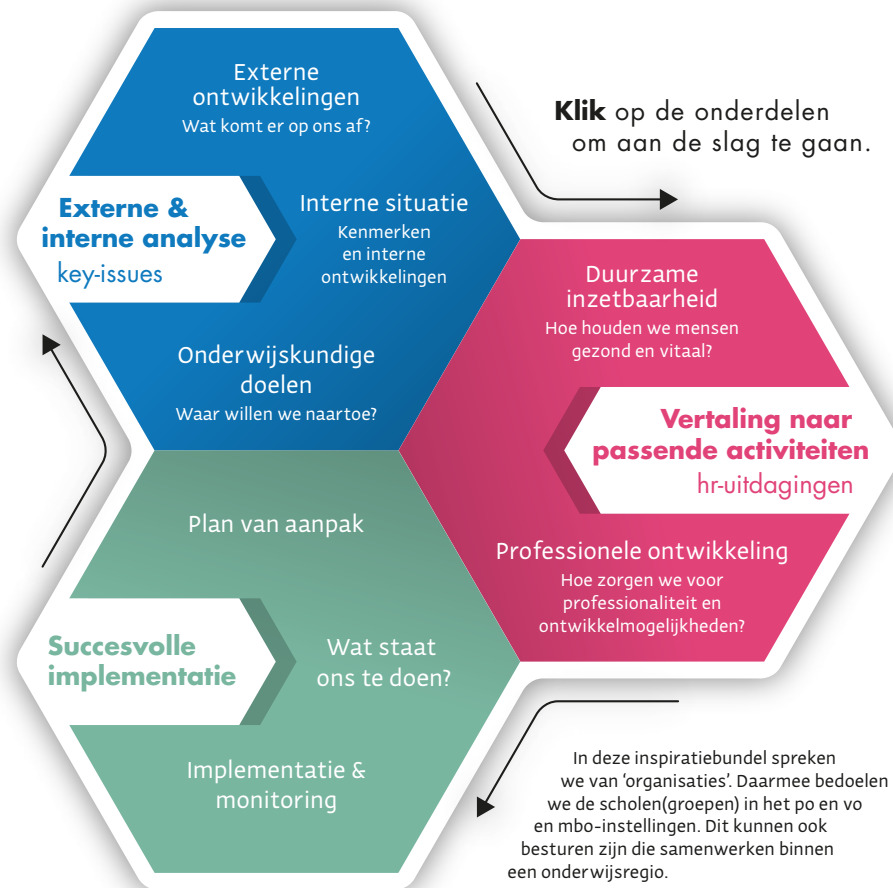 Externe
ontwikkelingen
Wat komt er op ons af?
Klik op de onderdelen
om aan de slag te gaan.
Externe &
interne analyse
key-issues
Interne situatie
Kenmerken
en interne
ontwikkelingen
Onderwijskundige
doelen
Waar willen we naartoe?
Duurzame
inzetbaarheid
Hoe houden we mensen
gezond en vitaal?
Vertaling naar
passende activiteiten
hr-uitdagingen
Professionele ontwikkeling
Hoe zorgen we voor
professionaliteit en
ontwikkelmogelijkheden?
Plan van aanpak
Succesvolle
implementatie
Wat staat
ons te doen?
Implementatie &
monitoring
In deze inspiratiebundel spreken
we van ‘organisaties’. Daarmee bedoelen
we de scholen(groepen) in het po en vo
en mbo-instellingen. Dit kunnen ook
besturen zijn die samenwerken binnen
een onderwijsregio.